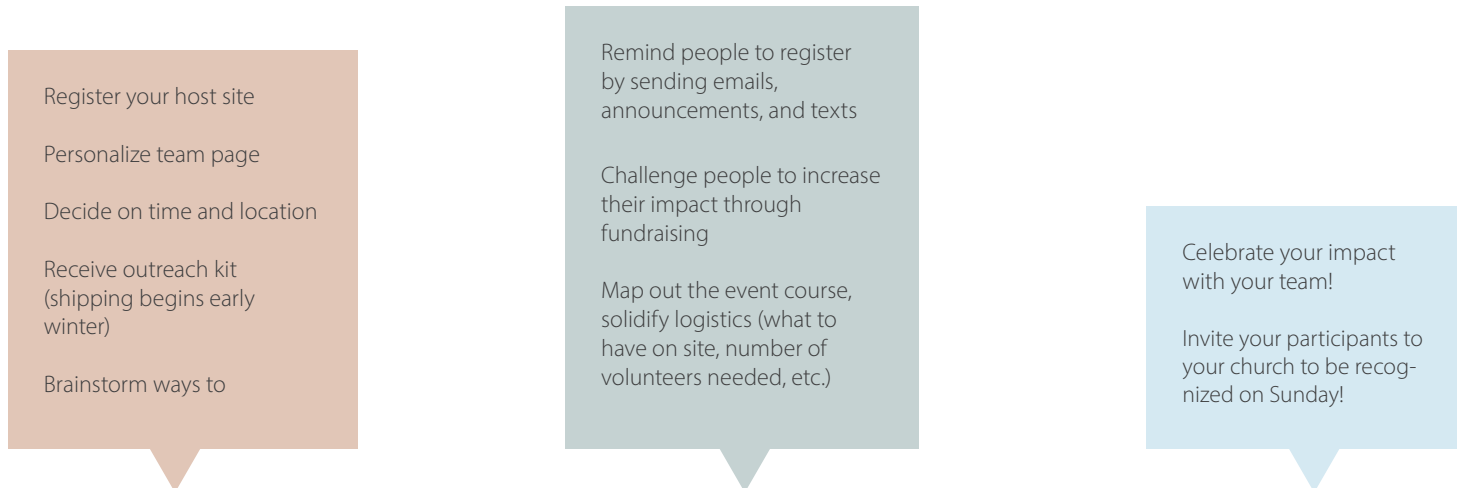 Register your host site
Personalize team page
Decide on time and location
Receive outreach kit
(shipping begins early
winter)
Brainstorm ways to
Remind people to register
by sending emails,
announcements, and texts
Challenge people to increase
their impact through
fundraising
Map out the event course,
solidify logistics (what to
have on site, number of
volunteers needed, etc.)
Celebrate your impact
with your team!
Invite your participants to
your church to be recog-
nized on Sunday!